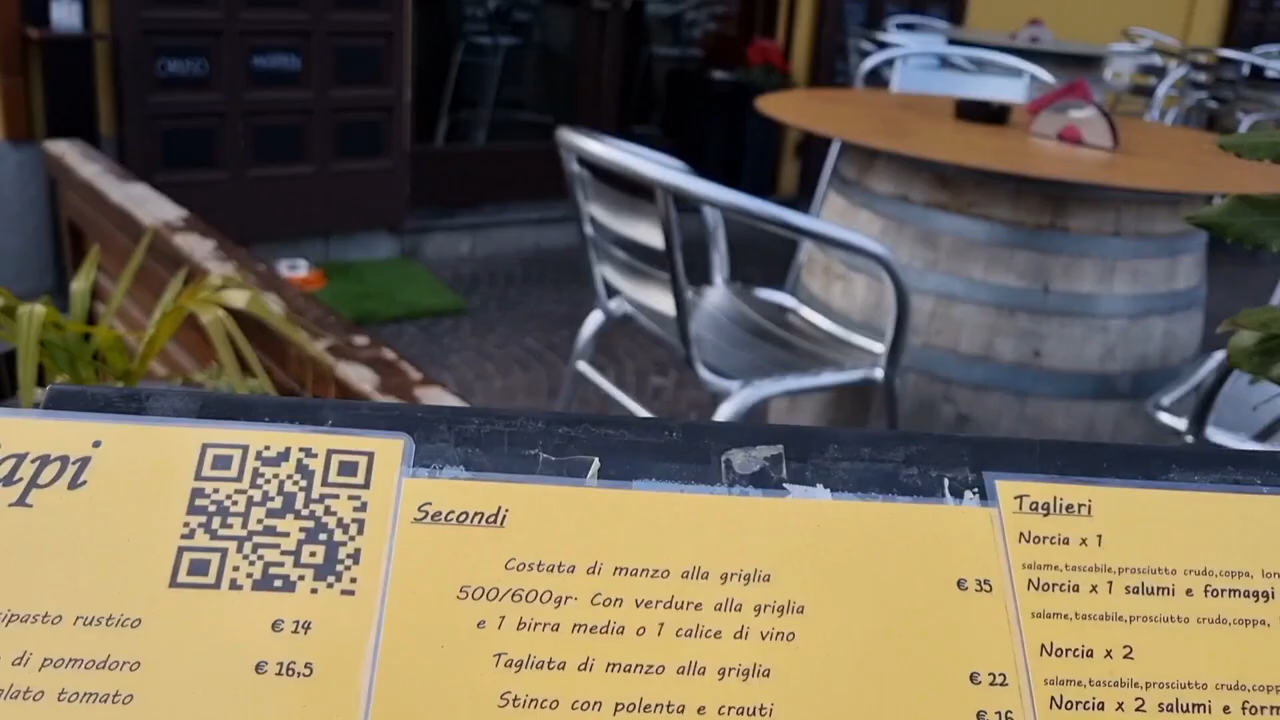 api
€ 14
rustico
di pomodoro
€ 16,5
tomato
Secondi
Costata di manzo alla griglia
€ 35
500/600gr. Con verdure alla griglia
e 1 birra media o 1 calice di vino
Tagliata di manzo alla griglia
€ 22
Stinco con polenta e crauti
€ 16
Taglieri
Norcia x 1
salame,tascabile,prosciutto crudo,coppa,
Norcia x 1 salumi e formaggi
salame,tascabile,prosciutto crudo,coppa,
Norcia x 2
salame,tascabile,prosciutto crudo,
Norcia x 2 salumi e